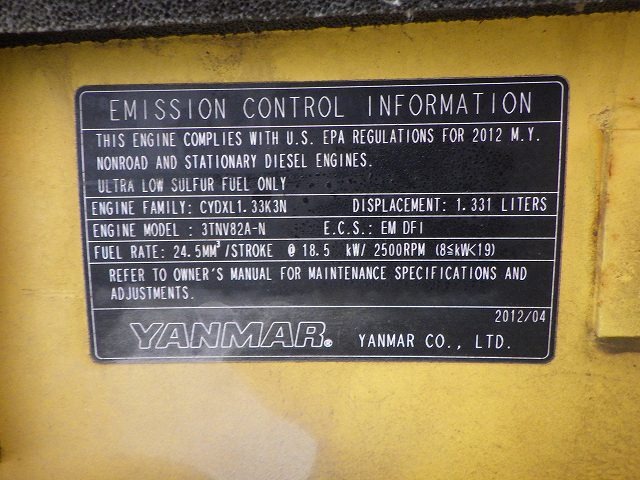 EMISSION CONTROL INFORMATION
THIS ENGINE COMPLIES WITH U.S. EPA REGULATIONS FOR 2012 M.Y.
NONROAD AND STATIONARY DIESEL ENGINES.
ULTRA LOW SULFUR FUEL ONLY
ENGINE FAMILY: CYDXL1.33K3N DISPLACEMENT: 1.331 LITERS
ENGINE MODEL : 3TNV82A-N E.C.S.: EM DFI
FUEL RATE: 24.5MM³/STROKE @ 18.5 kW/ 2500RPM (8≦kW<19)
REFER TO OWNER'S MANUAL FOR MAINTENANCE SPECIFICATIONS AND
ADJUSTMENTS.
2012/04
YANMAR® YANMAR CO., LTD.